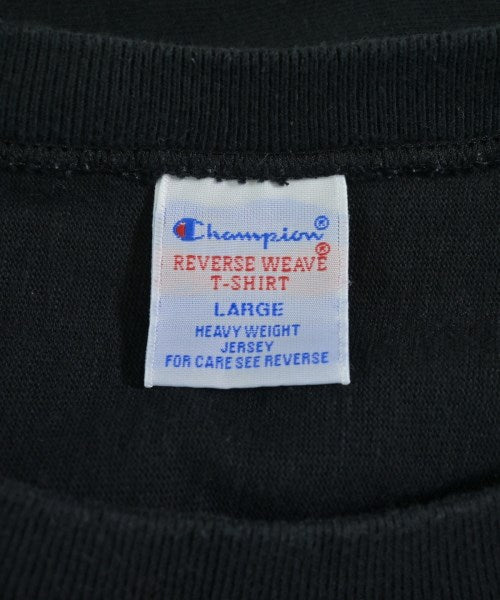 Champion®
REVERSE WEAVE®
T-SHIRT
LARGE
HEAVY WEIGHT
JERSEY
FOR CARE SEE REVERSE